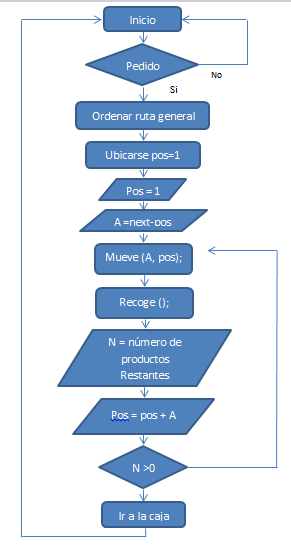 Inicio
Pedido
No
Sí
Ordenar ruta general
Ubicarse pos=1
Pos = 1
A =next-pos
Mueve (A, pos);
Recoge ();
N = número de
productos
Restantes
Pos = pos + A
N >0
Ir a la caja